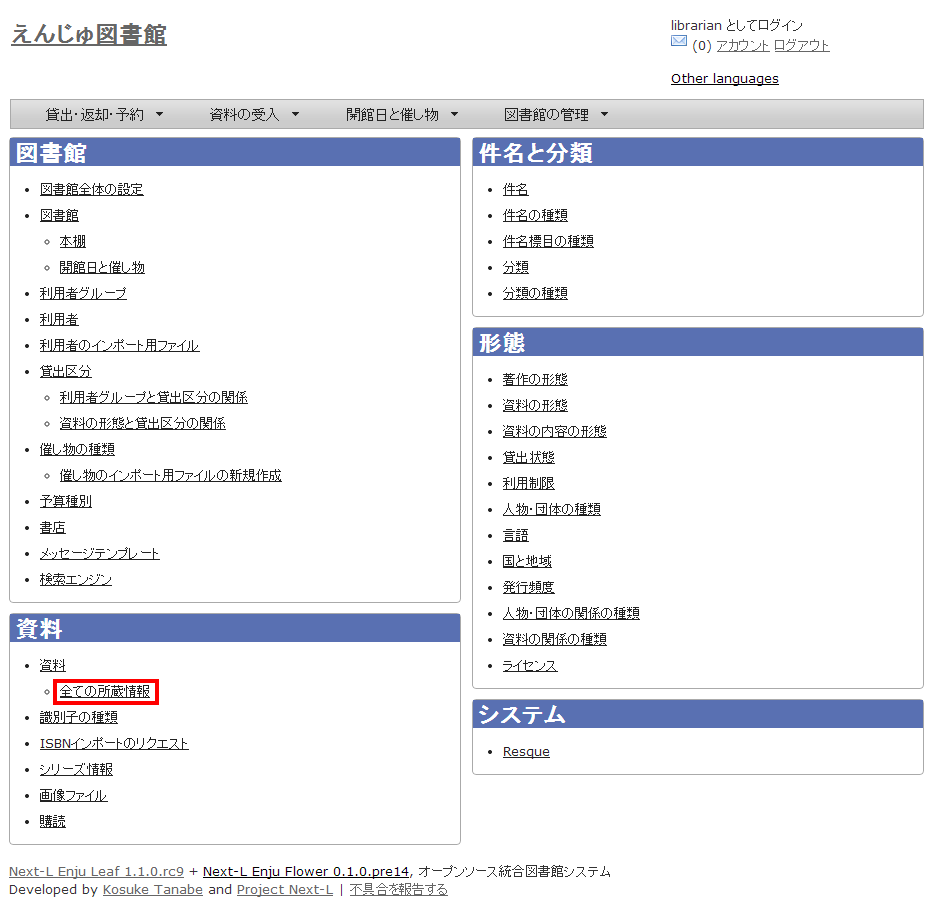 えんじゅ図書館
librarian としてログイン
(0) アカウント ログアウト
Other languages
貸出・返却・予約 資料の受入 開館日と催し物 図書館の管理
図書館
図書館全体の設定
図書館
本棚
開館日と催し物
利用者グループ
利用者
利用者のインポート用ファイル
貸出区分
利用者グループと貸出区分の関係
資料の形態と貸出区分の関係
催し物の種類
催し物のインポート用ファイルの新規作成
予算種別
書店
メッセージテンプレート
検索エンジン
資料
資料
全ての所蔵情報
識別子の種類
ISBNインポートのリクエスト
シリーズ情報
画像ファイル
購読
件名と分類
件名
件名の種類
件名標目の種類
分類
分類の種類
形態
著作の形態
資料の形態
資料の内容の形態
貸出状態
利用制限
人物・団体の種類
言語
国と地域
発行頻度
人物・団体の関係の種類
資料の関係の種類
ライセンス
システム
Resque
Next-L Enju Leaf 1.1.0.rc9 + Next-L Enju Flower 0.1.0.pre14, オープンソース統合図書館システム
Developed by Kosuke Tanabe and Project Next-L | 不具合を報告する